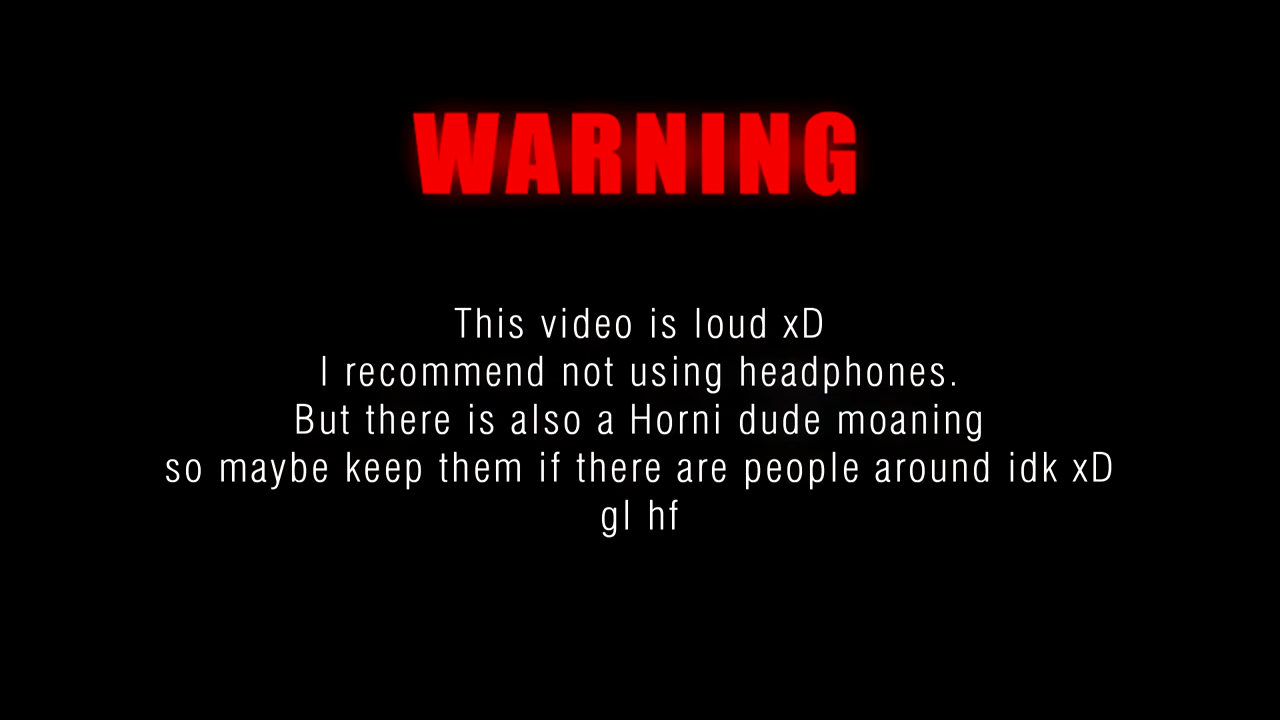 WARNING
This video is loud xD
I recommend not using headphones.
But there is also a Horni dude moaning
so maybe keep them if there are people around idk xD
gl hf